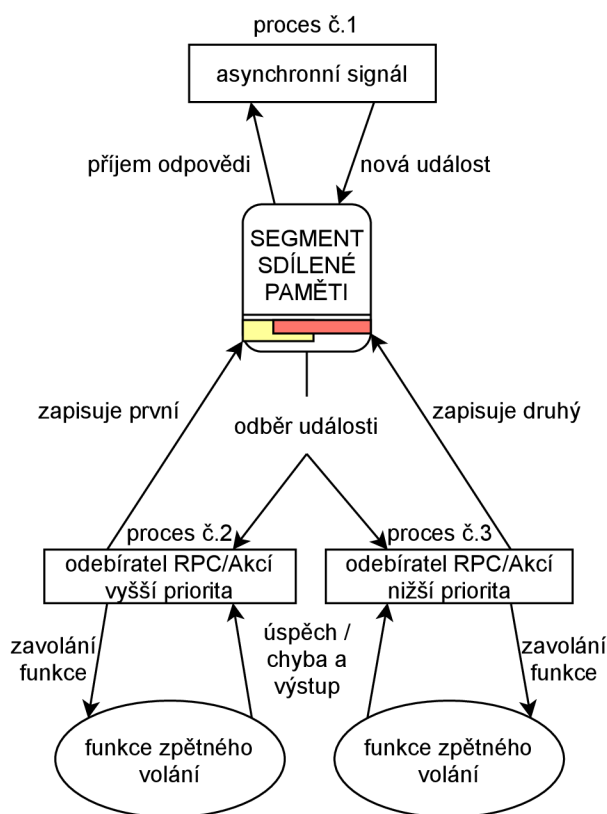 proces č.1
asynchronní signál
příjem odpovědi
nová událost
SEGMENT
SDÍLENÉ
PAMĚTI
zapisuje první
odběr události
zapisuje druhý
proces č.2
odebíratel RPC/Akcí
vyšší priorita
proces č.3
odebíratel RPC/Akcí
nižší priorita
zavolání
funkce
úspěch /
chyba a
výstup
zavolání
funkce
funkce zpětného
volání
funkce zpětného
volání